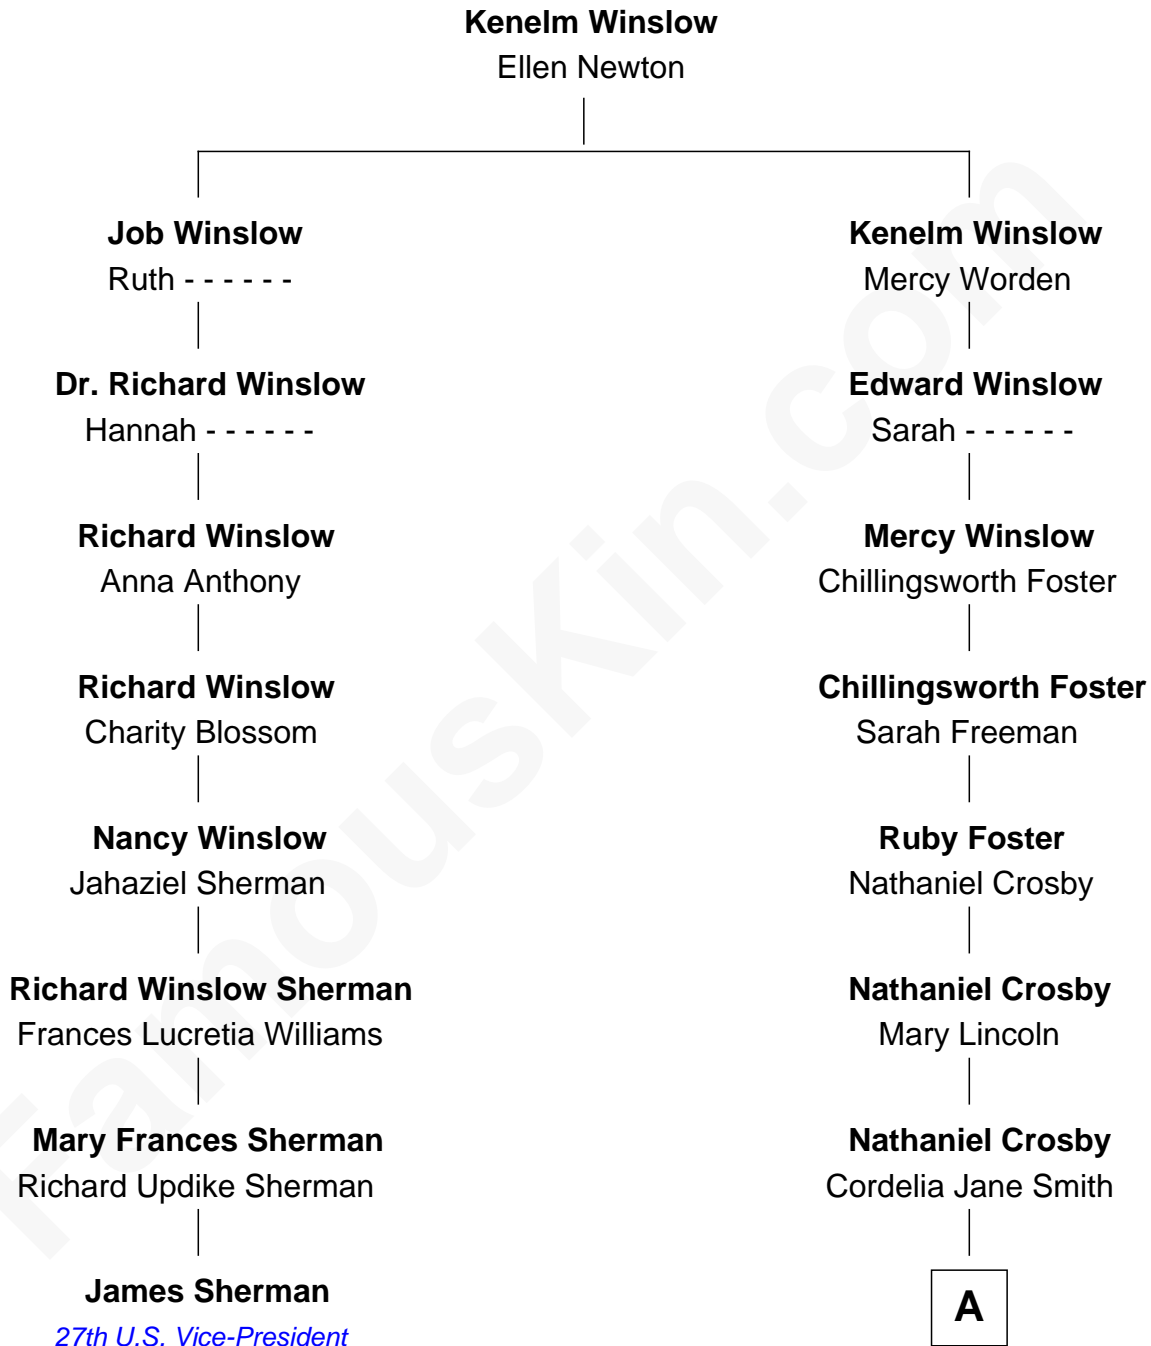 Kenelm Winslow
Ellen Newton
Job Winslow
Ruth - - - - - -
Kenelm Winslow
Mercy Worden
Dr. Richard Winslow
Hannah - - - - - -
Edward Winslow
Sarah - - - - - -
Richard Winslow
Anna Anthony
Mercy Winslow
Chillingsworth Foster
Richard Winslow
Charity Blossom
Chillingsworth Foster
Sarah Freeman
Nancy Winslow
Jahaziel Sherman
Ruby Foster
Nathaniel Crosby
Richard Winslow Sherman
Frances Lucretia Williams
Nathaniel Crosby
Mary Lincoln
Mary Frances Sherman
Richard Updike Sherman
Nathaniel Crosby
Cordelia Jane Smith
James Sherman
27th U.S. Vice-President
A
FamousKin.com